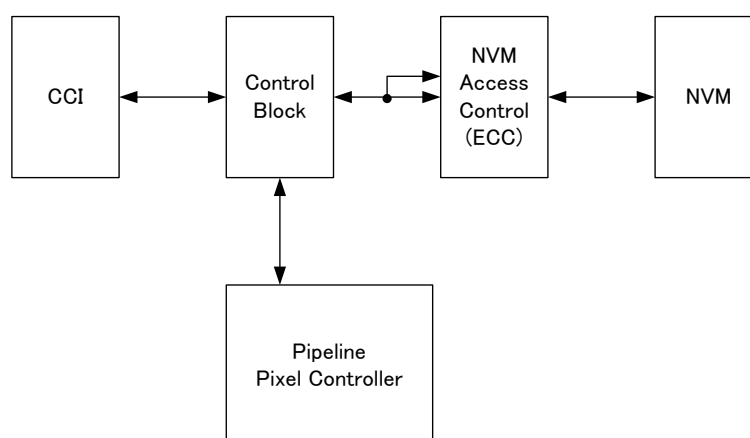 CCI
Control
Block
NVM
Access
Control
(ECC)
NVM
Pipeline
Pixel Controller